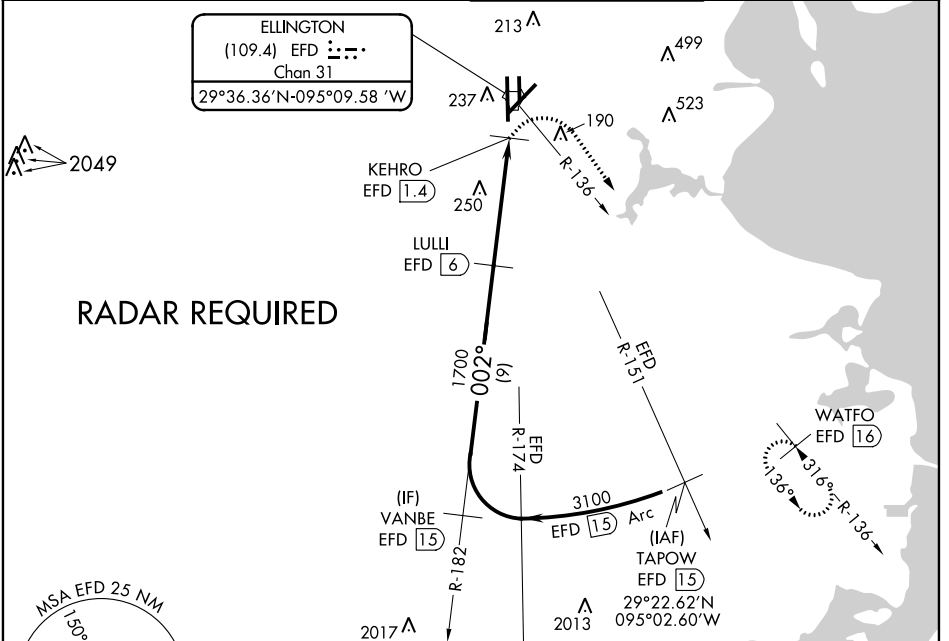 ELLINGTON
(109.4) EFD
Chan 31
29°36.36'N-095°09.58 'W
213
499
237
523
190
2049
KEHRO
EFD 1.4
R-136
250
LULLI
EFD 6
RADAR REQUIRED
1700
002°
(9)
EFD
R-151
EFD
R-174
WATFO
EFD 16
316°
R-136
136°
3100
EFD 15 Arc
(IF)
VANBE
EFD 15
R-182
(IAF)
TAPOW
EFD 15
29°22.62'N
095°02.60'W
MSA EFD 25 NM
150°
2017
2013